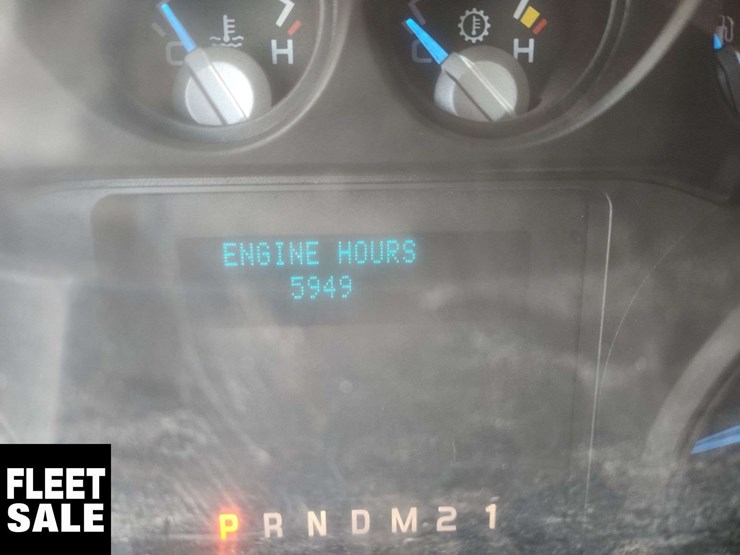 C H C H
ENGINE HOURS
5949
P R N D M 2 1
FLEET
SALE